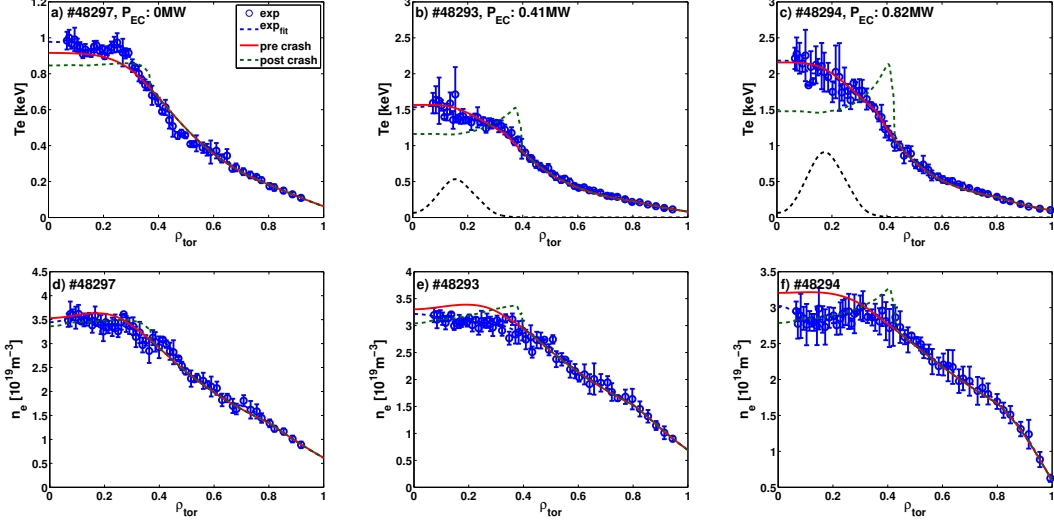 a) #48297, P_EC: 0MW
exp
exp_fit
pre crash
post crash
Te [keV]
1.2
1
0.8
0.6
0.4
0.2
0
0 0.2 0.4 0.6 0.8 1
ρ_tor
b) #48293, P_EC: 0.41MW
Te [keV]
3
2.5
2
1.5
1
0.5
0
0 0.2 0.4 0.6 0.8 1
ρ_tor
c) #48294, P_EC: 0.82MW
Te [keV]
3
2.5
2
1.5
1
0.5
0
0 0.2 0.4 0.6 0.8 1
ρ_tor
d) #48297
n_e [10^19 m^−3]
4.5
4
3.5
3
2.5
2
1.5
1
0.5
0 0.2 0.4 0.6 0.8 1
ρ_tor
e) #48293
n_e [10^19 m^−3]
4
3.5
3
2.5
2
1.5
1
0.5
0
0 0.2 0.4 0.6 0.8 1
ρ_tor
f) #48294
n_e [10^19 m^−3]
3.5
3
2.5
2
1.5
1
0.5
0 0.2 0.4 0.6 0.8 1
ρ_tor